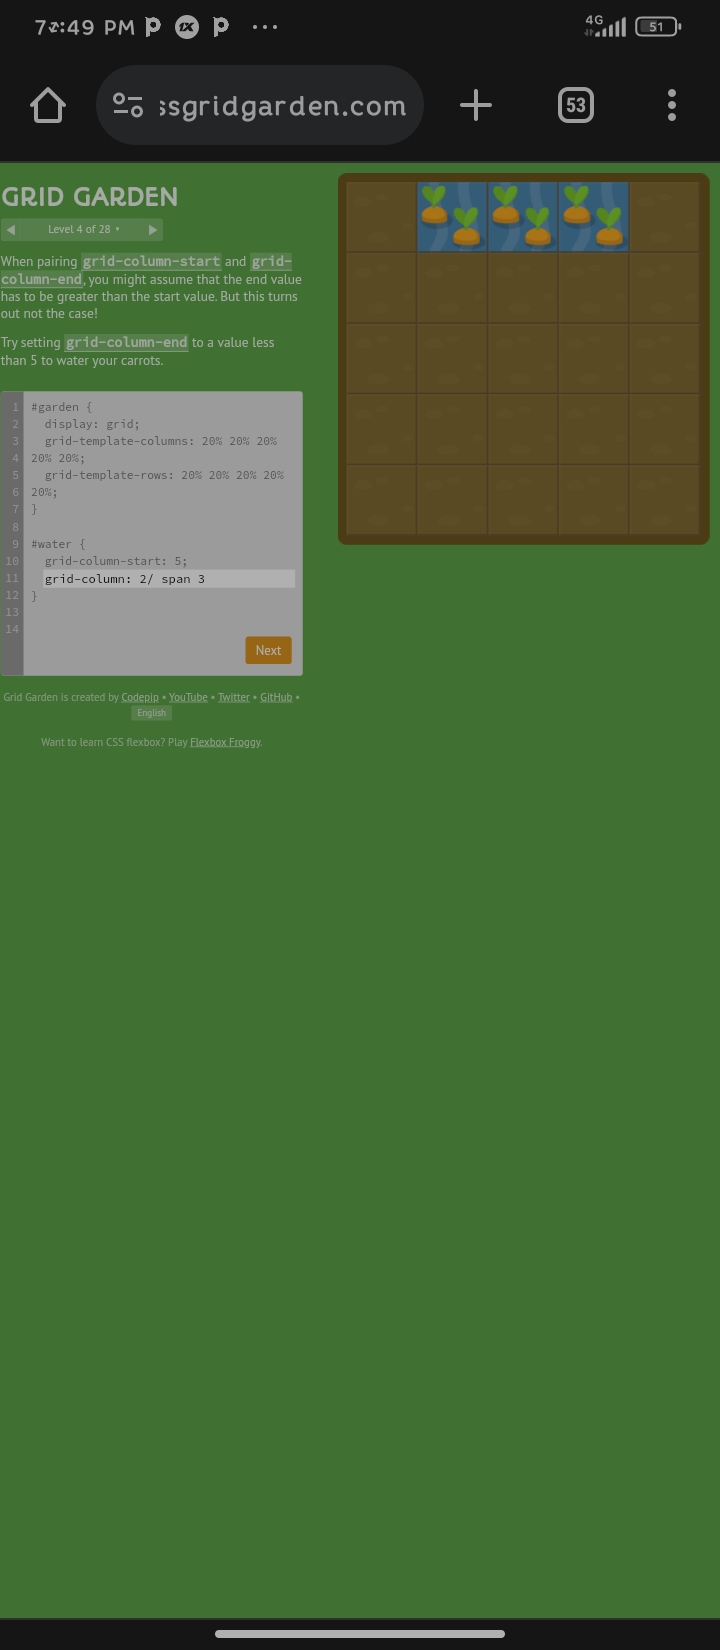 7:49 PM
4G
51
ssgridgarden.com
53
GRID GARDEN
Level 4 of 28
When pairing grid-column-start and grid-
column-end, you might assume that the end value
has to be greater than the start value. But this turns
out not the case!
Try setting grid-column-end to a value less
than 5 to water your carrots.
1 #garden {
2 display: grid;
3 grid-template-columns: 20% 20% 20%
4 20% 20%;
5 grid-template-rows: 20% 20% 20% 20%
6 20%;
7 }
8
9 #water {
10 grid-column-start: 5;
11 grid-column: 2/ span 3
12 }
13
14
Next
Grid Garden is created by Codepip • YouTube • Twitter • GitHub •
English
Want to learn CSS flexbox? Play Flexbox Froggy.